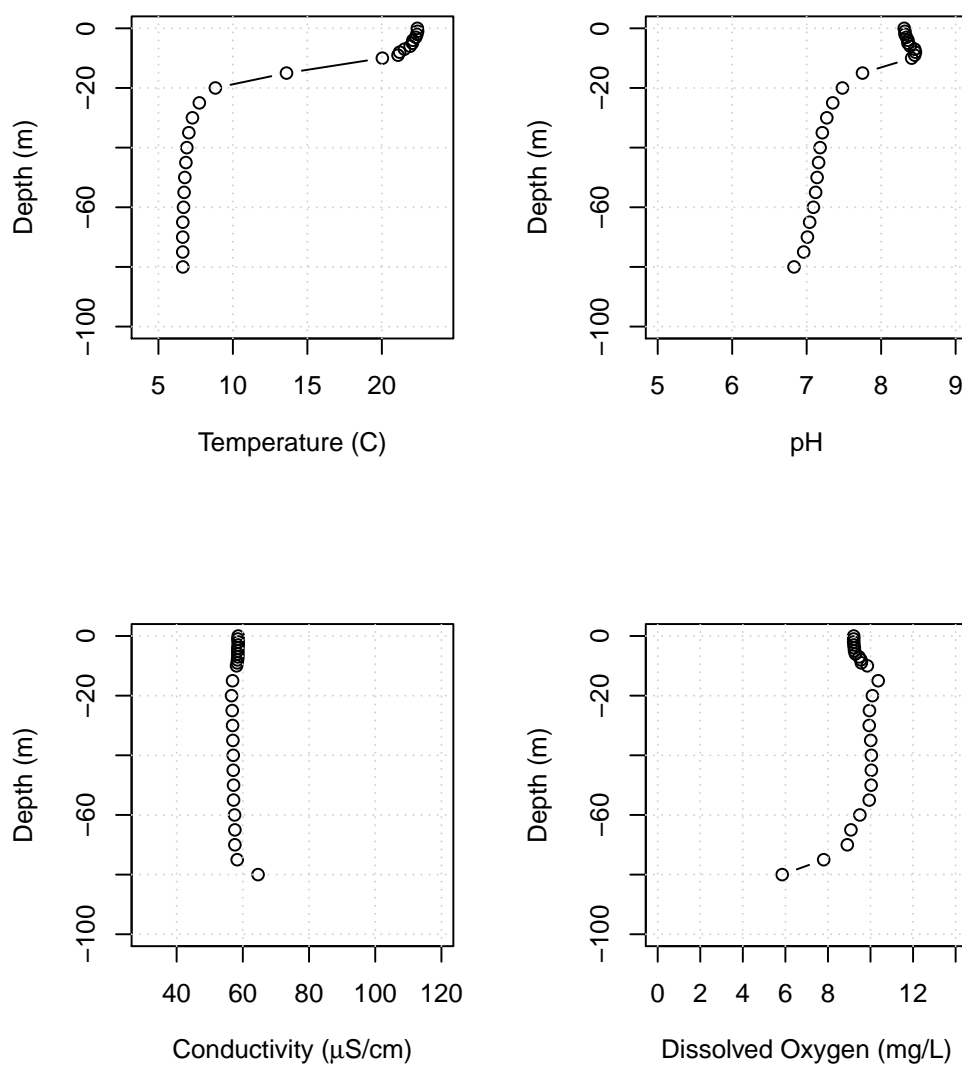 0
−20
−60
−100
Depth (m)
5 10 15 20
Temperature (C)
0
−20
−60
−100
Depth (m)
5 6 7 8 9
pH
0
−20
−60
−100
Depth (m)
40 60 80 100 120
Conductivity (μS/cm)
0
−20
−60
−100
Depth (m)
0 2 4 6 8 12
Dissolved Oxygen (mg/L)